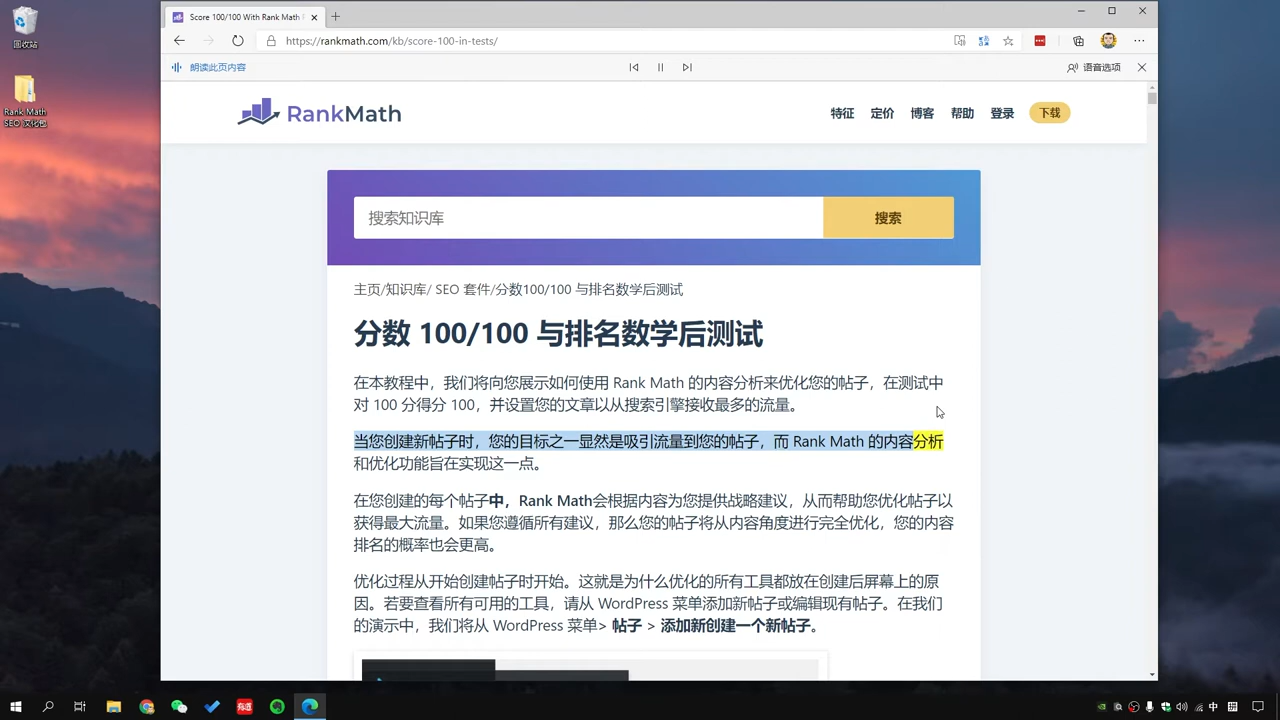 回收站
Rank Math
SEO 汉化包
Score 100/100 With Rank Math
https://rankmath.com/kb/score-100-in-tests/
朗读此页内容
语音选项
RankMath
特征 定价 博客 帮助 登录 下载
搜索知识库
搜索
主页/知识库/ SEO 套件/分数100/100 与排名数学后测试
分数 100/100 与排名数学后测试
在本教程中，我们将向您展示如何使用 Rank Math 的内容分析来优化您的帖子，在测试中
对 100 分得分 100，并设置您的文章以从搜索引擎接收最多的流量。
当您创建新帖子时，您的目标之一显然是吸引流量到您的帖子，而 Rank Math 的内容分析
和优化功能旨在实现这一点。
在您创建的每个帖子中，Rank Math会根据内容为您提供战略建议，从而帮助您优化帖子以
获得最大流量。如果您遵循所有建议，那么您的帖子将从内容角度进行完全优化，您的内容
排名的概率也会更高。
优化过程从开始创建帖子时开始。这就是为什么优化的所有工具都放在创建后屏幕上的原
因。若要查看所有可用的工具，请从 WordPress 菜单添加新帖子或编辑现有帖子。在我们
的演示中，我们将从 WordPress 菜单> 帖子 > 添加新创建一个新帖子。
有道
中
拼